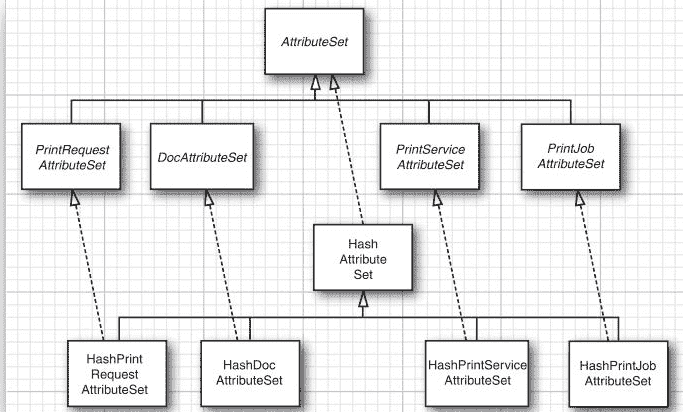 AttributeSet
PrintRequest
AttributeSet
DocAttributeSet
PrintService
AttributeSet
PrintJob
AttributeSet
Hash
Attribute
Set
HashPrint
Request
AttributeSet
HashDoc
AttributeSet
HashPrintService
AttributeSet
HashPrintJob
AttributeSet